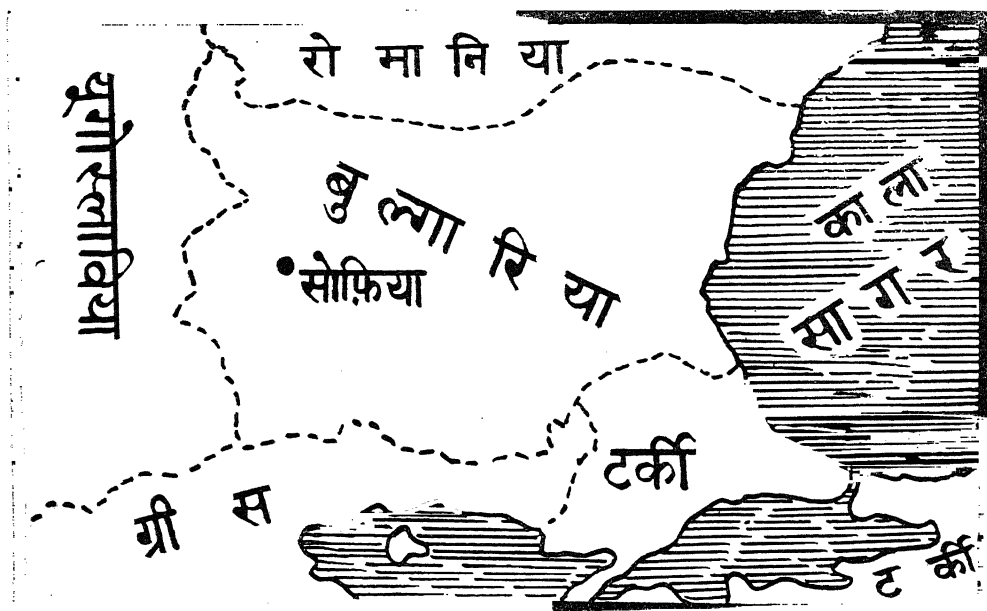 रोमानिया
यूगोस्लाविया
बुल्गारिया
काला
सागर
सोफ़िया
टर्की
ग्रीस
टर्की